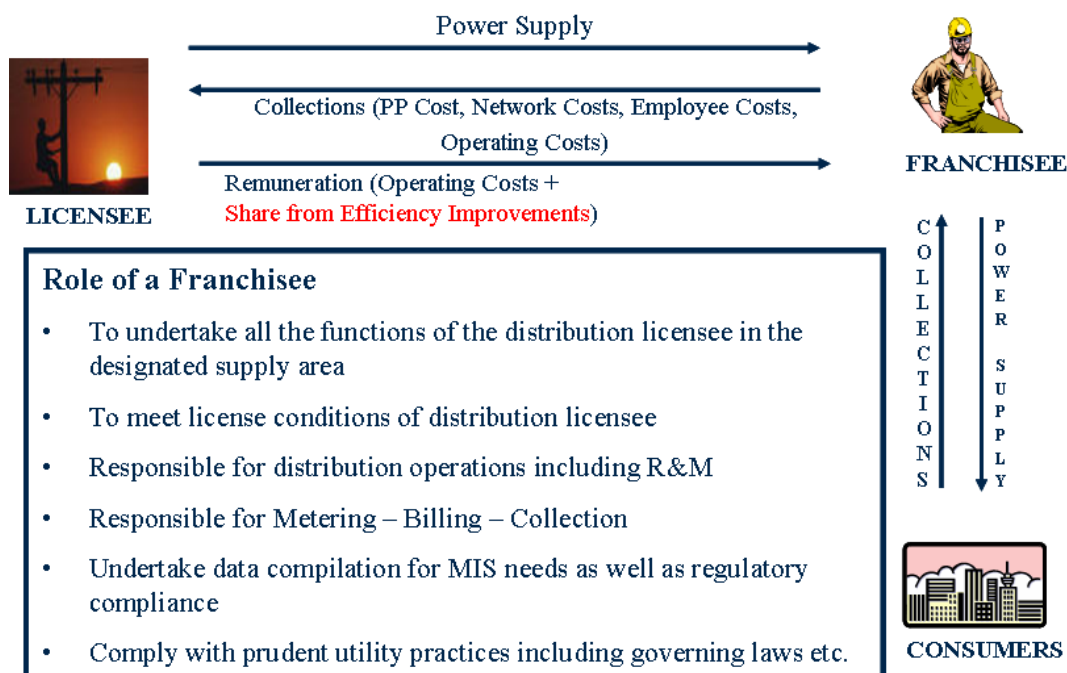 Power Supply
Collections (PP Cost, Network Costs, Employee Costs,
Operating Costs)
Remuneration (Operating Costs +
Share from Efficiency Improvements)
LICENSEE
FRANCHISEE
COLLECTIONS
POWER SUPPLY
CONSUMERS
Role of a Franchisee
• To undertake all the functions of the distribution licensee in the
designated supply area
• To meet license conditions of distribution licensee
• Responsible for distribution operations including R&M
• Responsible for Metering – Billing – Collection
• Undertake data compilation for MIS needs as well as regulatory
compliance
• Comply with prudent utility practices including governing laws etc.